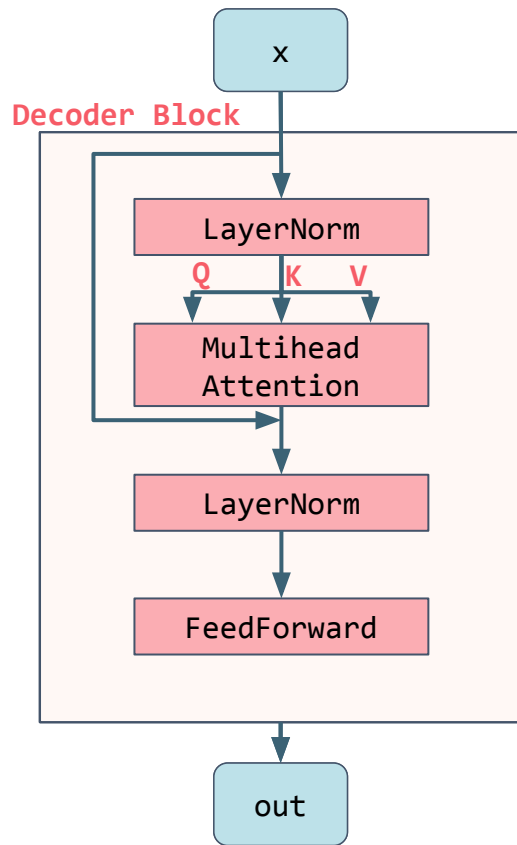 x
Decoder Block
LayerNorm
Q K V
Multihead
Attention
LayerNorm
FeedForward
out